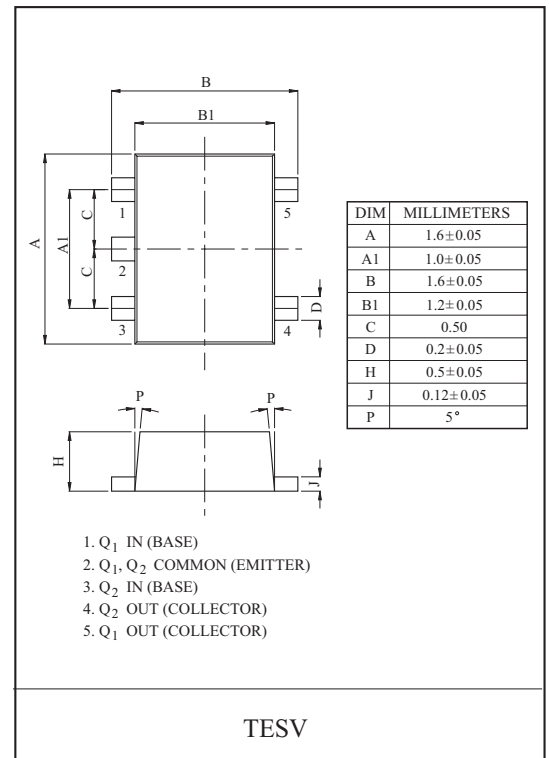 B
B1
1
5
C
A
A1
2
C
D
3
4
P
P
H
J
DIM MILLIMETERS
A 1.6±0.05
A1 1.0±0.05
B 1.6±0.05
B1 1.2±0.05
C 0.50
D 0.2±0.05
H 0.5±0.05
J 0.12±0.05
P 5°
1. Q1 IN (BASE)
2. Q1, Q2 COMMON (EMITTER)
3. Q2 IN (BASE)
4. Q2 OUT (COLLECTOR)
5. Q1 OUT (COLLECTOR)
TESV